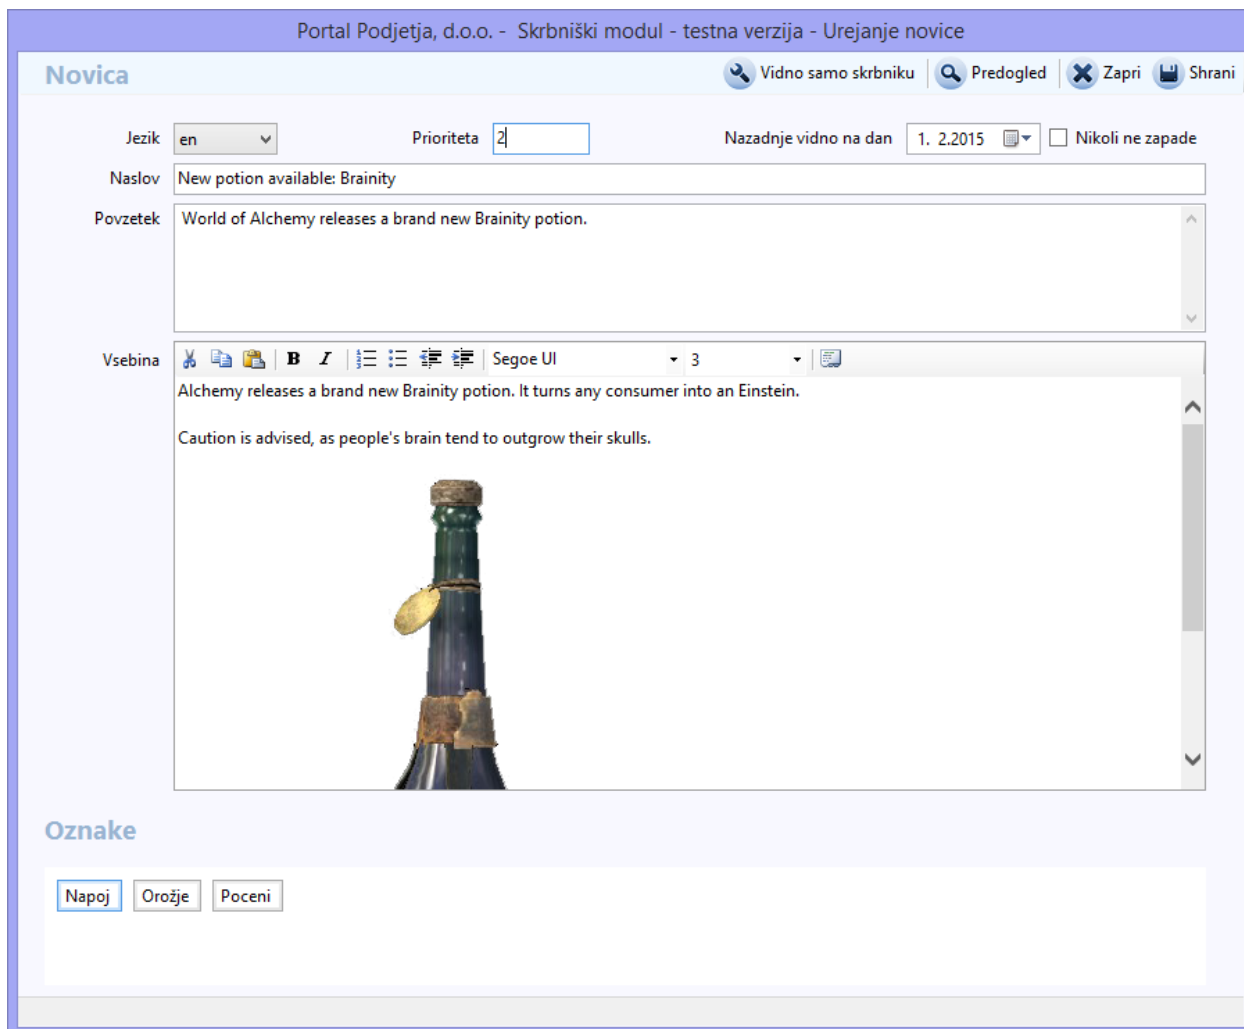 Portal Podjetja, d.o.o. - Skrbniški modul - testna verzija - Urejanje novice
Novica
Vidno samo skrbniku
Predogled
Zapri
Shrani
Jezik en Prioriteta 2 Nazadnje vidno na dan 1. 2.2015 Nikoli ne zapade
Naslov New potion available: Brainity
Povzetek World of Alchemy releases a brand new Brainity potion.
Vsebina B I Segoe UI 3
Alchemy releases a brand new Brainity potion. It turns any consumer into an Einstein.
Caution is advised, as people's brain tend to outgrow their skulls.
Oznake
Napoj Orožje Poceni